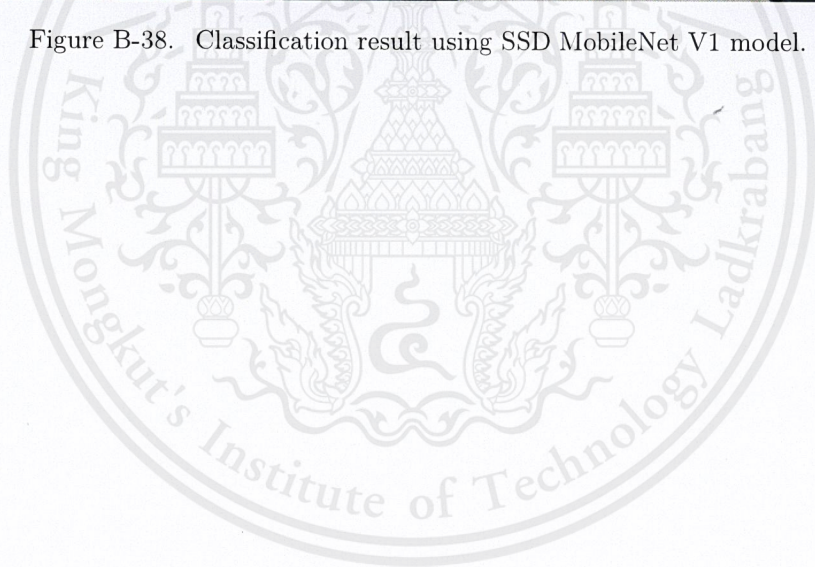 Figure B-38. Classification result using SSD MobileNet V1 model.
King Mongkut's Institute of Technology Ladkrabang